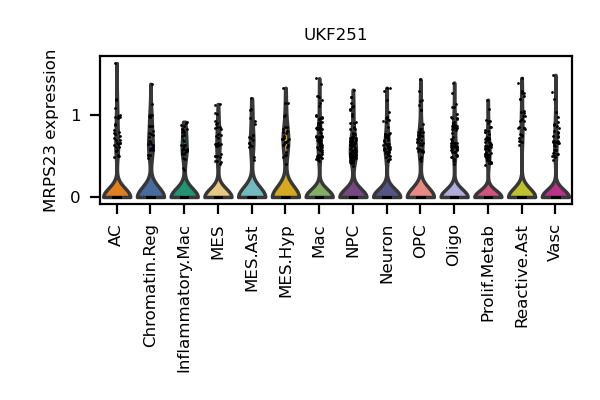 UKF251
MRPS23 expression
1
0
AC
Chromatin.Reg
Inflammatory.Mac
MES
MES.Ast
MES.Hyp
Mac
NPC
Neuron
OPC
Oligo
Prolif.Metab
Reactive.Ast
Vasc